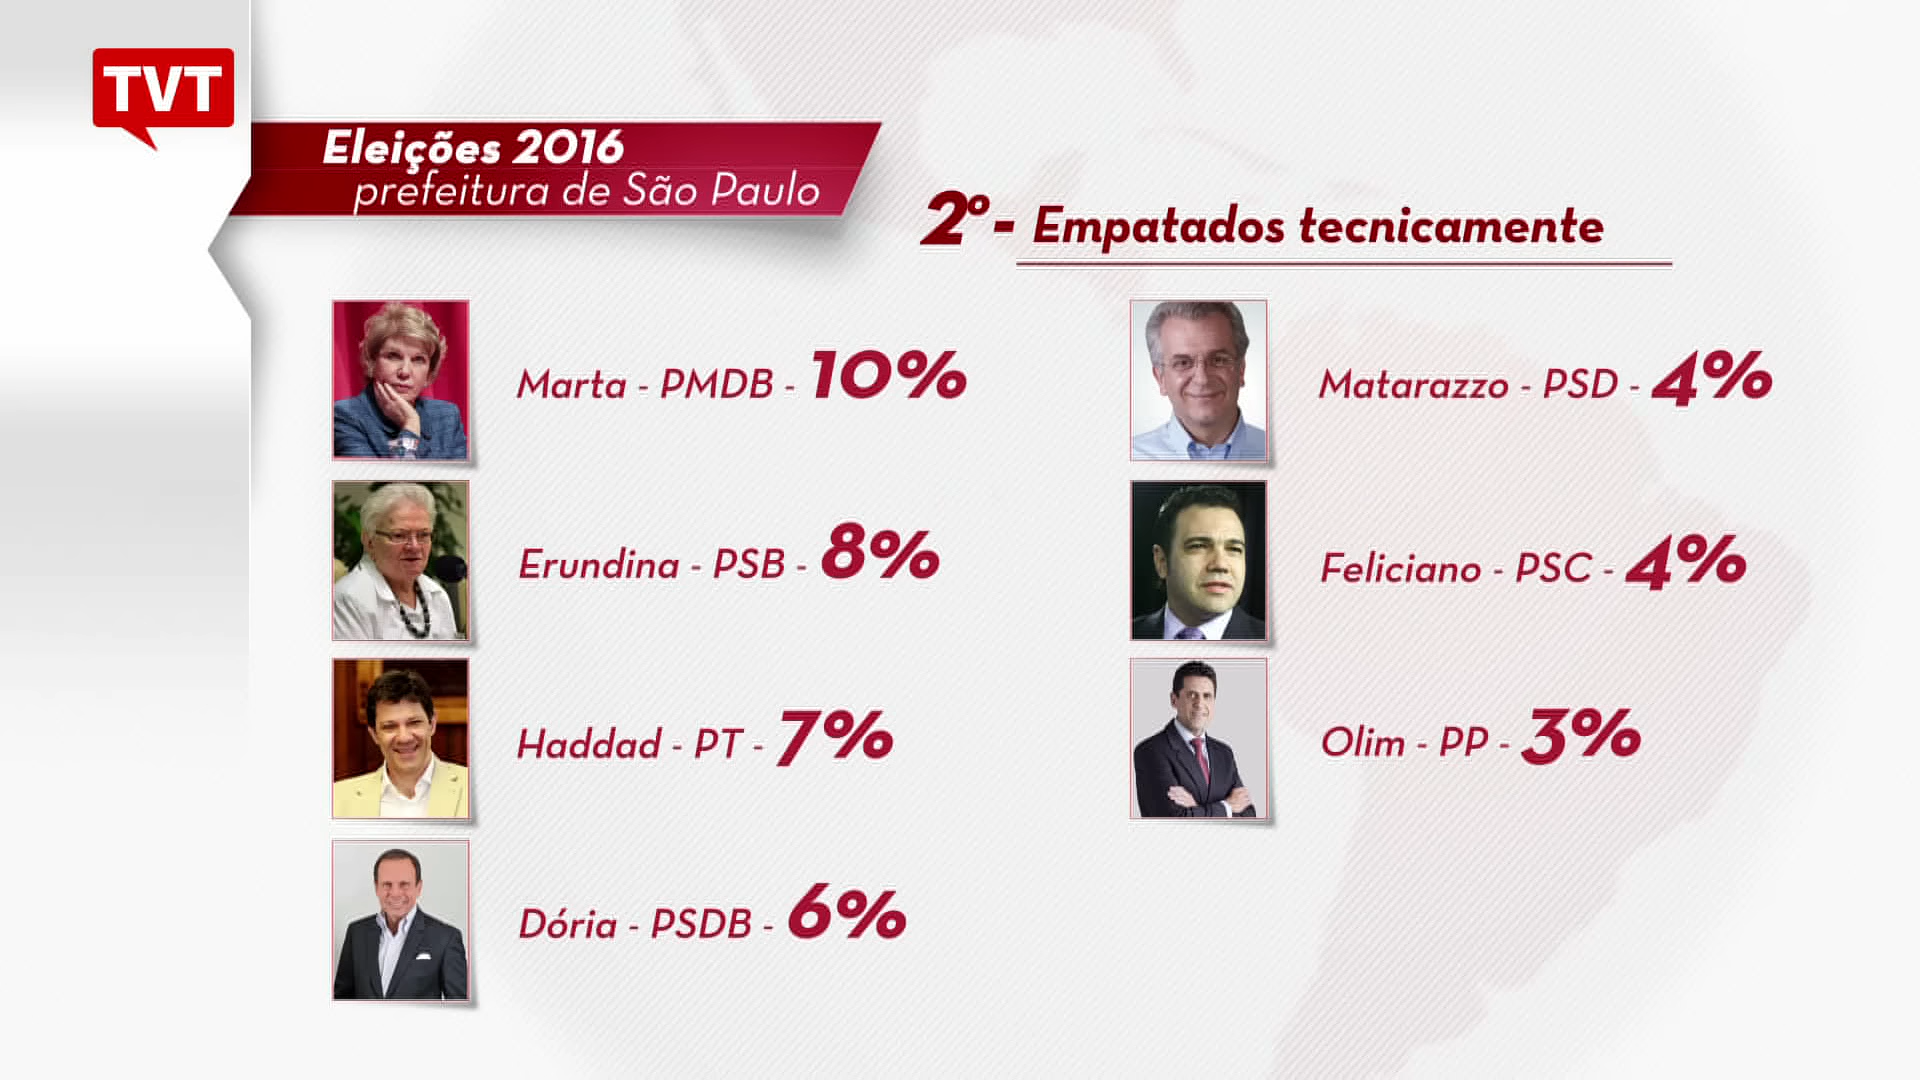 TVT
Eleições 2016
prefeitura de São Paulo
2º - Empatados tecnicamente
Marta - PMDB - 10%
Erundina - PSB - 8%
Haddad - PT - 7%
Dória - PSDB - 6%
Matarazzo - PSD - 4%
Feliciano - PSC - 4%
Olim - PP - 3%